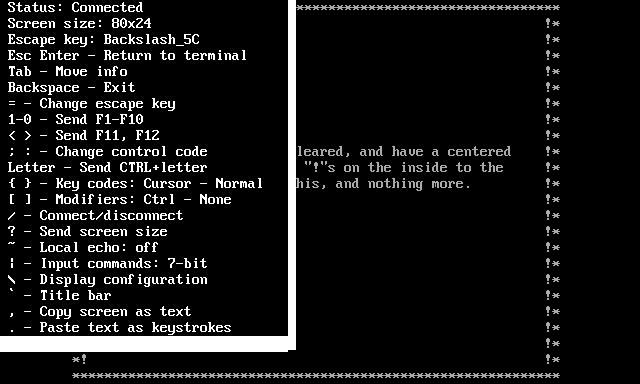 Status: Connected
Screen size: 80x24
Escape key: Backslash_5C
Esc Enter - Return to terminal
Tab - Move info
Backspace - Exit
= - Change escape key
1-0 - Send F1-F10
< > - Send F11, F12
; : - Change control code
Letter - Send CTRL+letter
{ } - Key codes: Cursor - Normal
[ ] - Modifiers: Ctrl - None
/ - Connect/disconnect
? - Send screen size
~ - Local echo: off
| - Input commands: 7-bit
\ - Display configuration
` - Title bar
, - Copy screen as text
. - Paste text as keystrokes
*********************************
!*
!*
!*
!*
!*
!*
!*
!*
leared, and have a centered !*
"!"s on the inside to the !*
his, and nothing more. !*
!*
!*
!*
!*
!*
!*
!*
!*
!*
!*
*! !*
*************************************************************